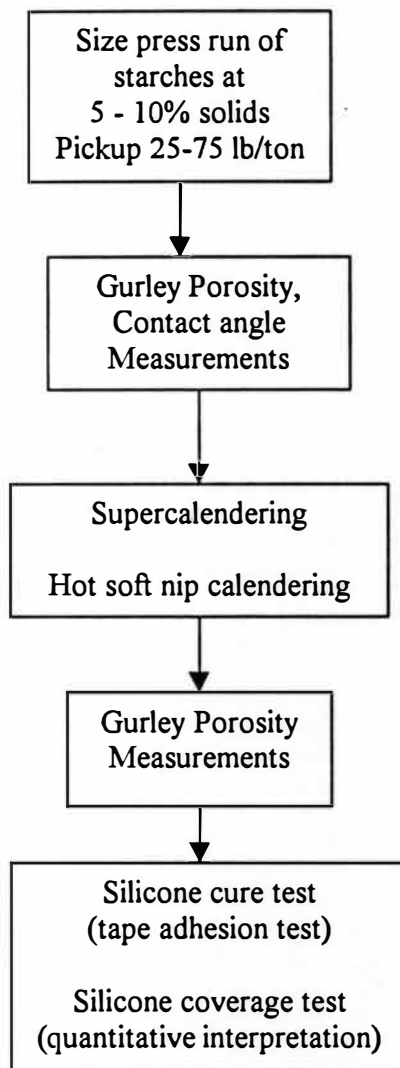 Size press run of
starches at
5 - 10% solids
Pickup 25-75 lb/ton
Gurley Porosity,
Contact angle
Measurements
Supercalendering
Hot soft nip calendering
Gurley Porosity
Measurements
Silicone cure test
(tape adhesion test)
Silicone coverage test
(quantitative interpretation)